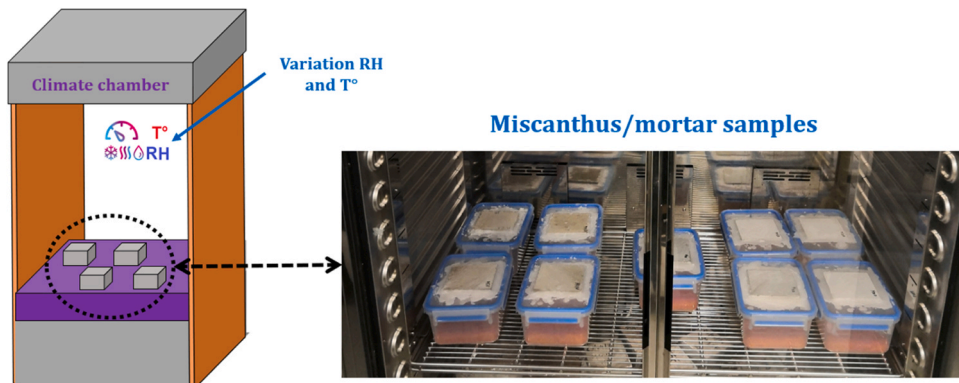 Climate chamber
Variation RH
and T°
T°
RH
Miscanthus/mortar samples